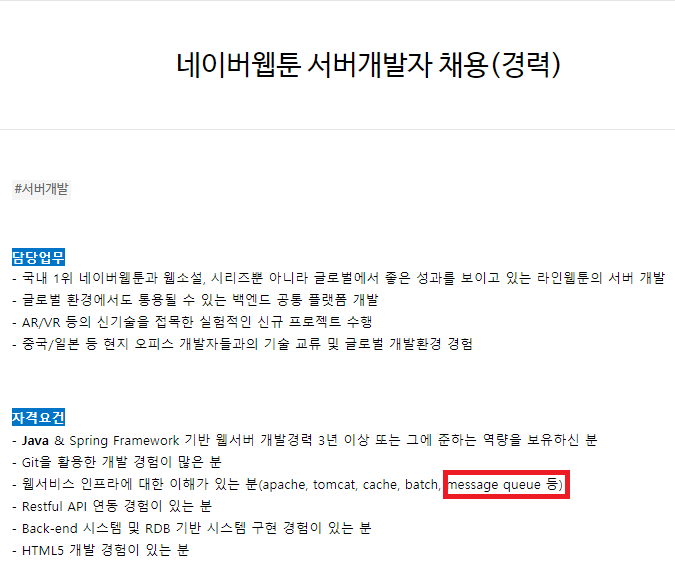 네이버웹툰 서버개발자 채용(경력)
#서버개발
담당업무
- 국내 1위 네이버웹툰과 웹소설, 시리즈뿐 아니라 글로벌에서 좋은 성과를 보이고 있는 라인웹툰의 서버 개발
- 글로벌 환경에서도 통용될 수 있는 백엔드 공통 플랫폼 개발
- AR/VR 등의 신기술을 접목한 실험적인 신규 프로젝트 수행
- 중국/일본 등 현지 오피스 개발자들과의 기술 교류 및 글로벌 개발환경 경험
자격요건
- Java & Spring Framework 기반 웹서버 개발경력 3년 이상 또는 그에 준하는 역량을 보유하신 분
- Git을 활용한 개발 경험이 많은 분
- 웹서비스 인프라에 대한 이해가 있는 분(apache, tomcat, cache, batch, message queue 등)
- Restful API 연동 경험이 있는 분
- Back-end 시스템 및 RDB 기반 시스템 구현 경험이 있는 분
- HTML5 개발 경험이 있는 분